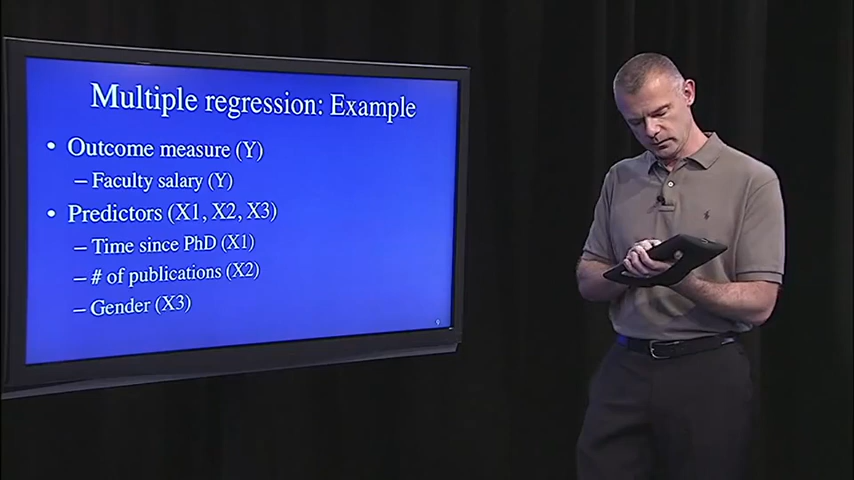 Multiple regression: Example
• Outcome measure (Y)
– Faculty salary (Y)
• Predictors (X1, X2, X3)
– Time since PhD (X1)
– # of publications (X2)
– Gender (X3)
9